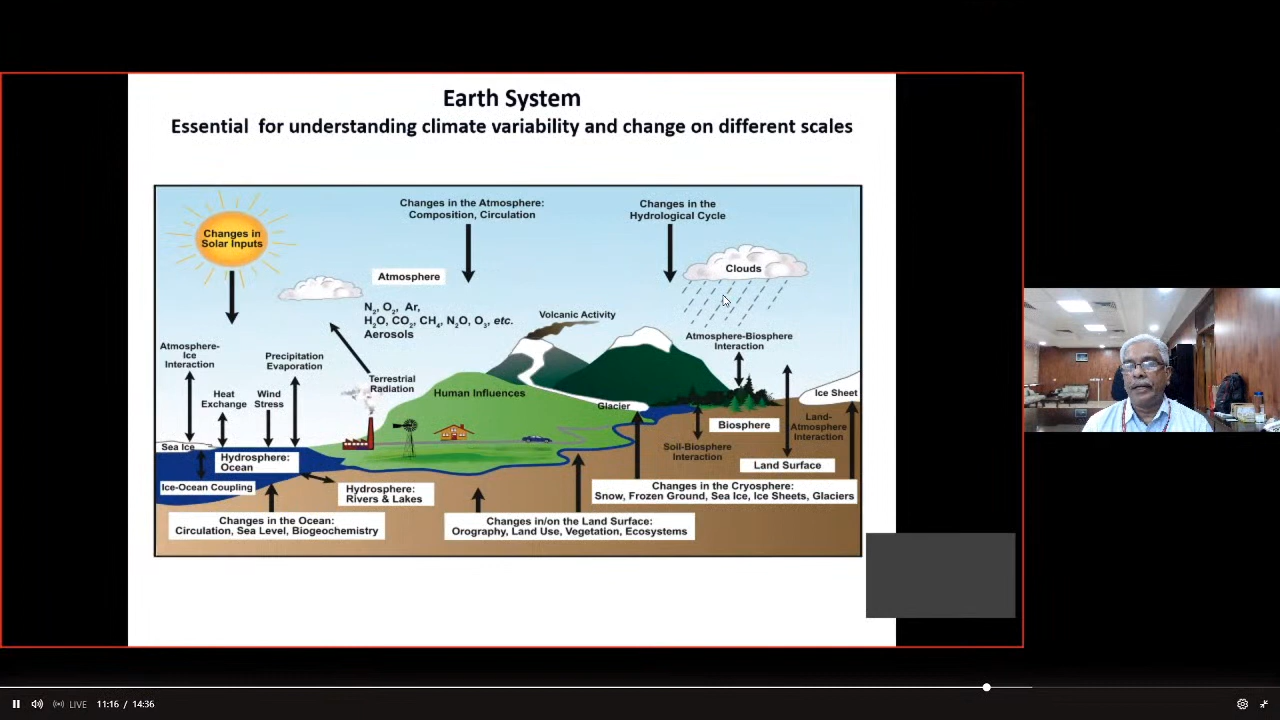 Earth System
Essential for understanding climate variability and change on different scales
Changes in the Atmosphere:
Composition, Circulation
Changes in the
Hydrological Cycle
Changes in
Solar Inputs
Clouds
Atmosphere
N2, O2, Ar,
H2O, CO2, CH4, N2O, O3, etc.
Aerosols
Volcanic Activity
Atmosphere-Biosphere
Interaction
Atmosphere-
Ice
Interaction
Precipitation
Evaporation
Terrestrial
Radiation
Heat
Exchange
Wind
Stress
Human Influences
Ice Sheet
Glacier
Biosphere
Land-
Atmosphere
Interaction
Soil-Biosphere
Interaction
Sea Ice
Hydrosphere:
Ocean
Land Surface
Ice-Ocean Coupling
Hydrosphere:
Rivers & Lakes
Changes in the Cryosphere:
Snow, Frozen Ground, Sea Ice, Ice Sheets, Glaciers
Changes in the Ocean:
Circulation, Sea Level, Biogeochemistry
Changes in/on the Land Surface:
Orography, Land Use, Vegetation, Ecosystems
LIVE 11:16 / 14:36